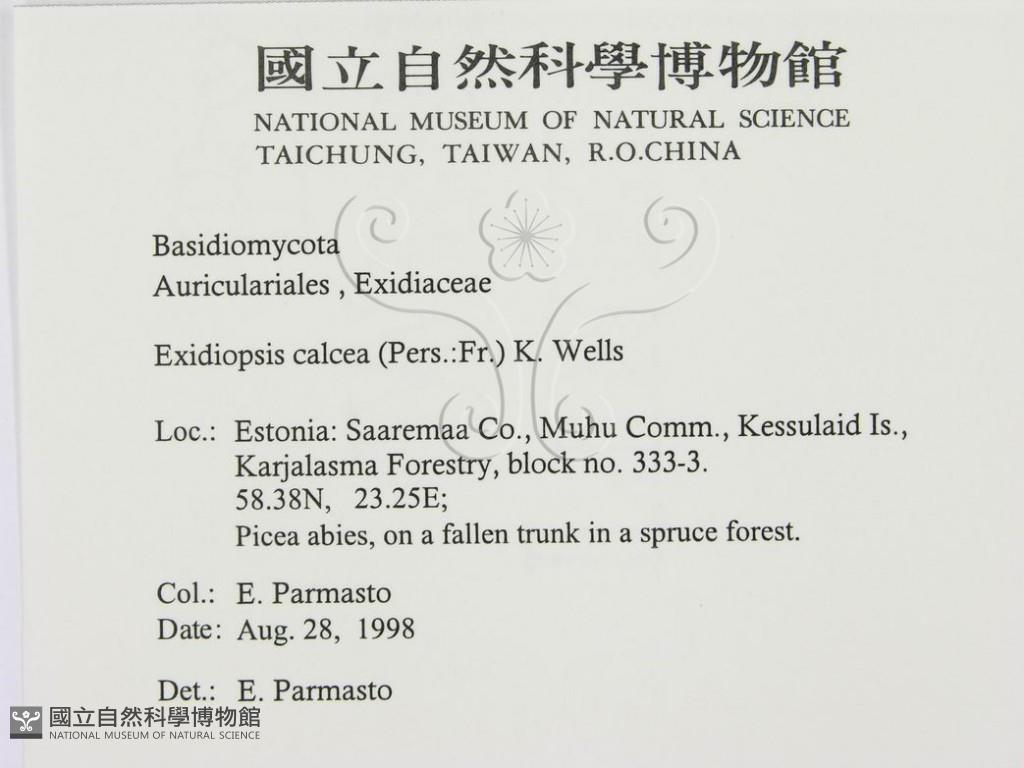 國立自然科學博物館
NATIONAL MUSEUM OF NATURAL SCIENCE
TAICHUNG, TAIWAN, R.O.CHINA
Basidiomycota
Auriculariales , Exidiaceae
Exidiopsis calcea (Pers.:Fr.) K. Wells
Loc.: Estonia: Saaremaa Co., Muhu Comm., Kessulaid Is.,
Karjalasma Forestry, block no. 333-3.
58.38N, 23.25E;
Picea abies, on a fallen trunk in a spruce forest.
Col.: E. Parmasto
Date: Aug. 28, 1998
Det.: E. Parmasto
國立自然科學博物館
NATIONAL MUSEUM OF NATURAL SCIENCE